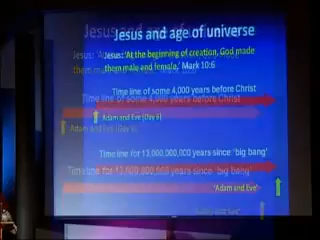 Jesus and age of universe
Jesus: 'At the beginning of creation, God made
them male and female.' Mark 10:6
Time line of some 4,000 years before Christ
Adam and Eve (Day 6)
Time line for 13,000,000,000 years since 'big bang'
'Adam and Eve'